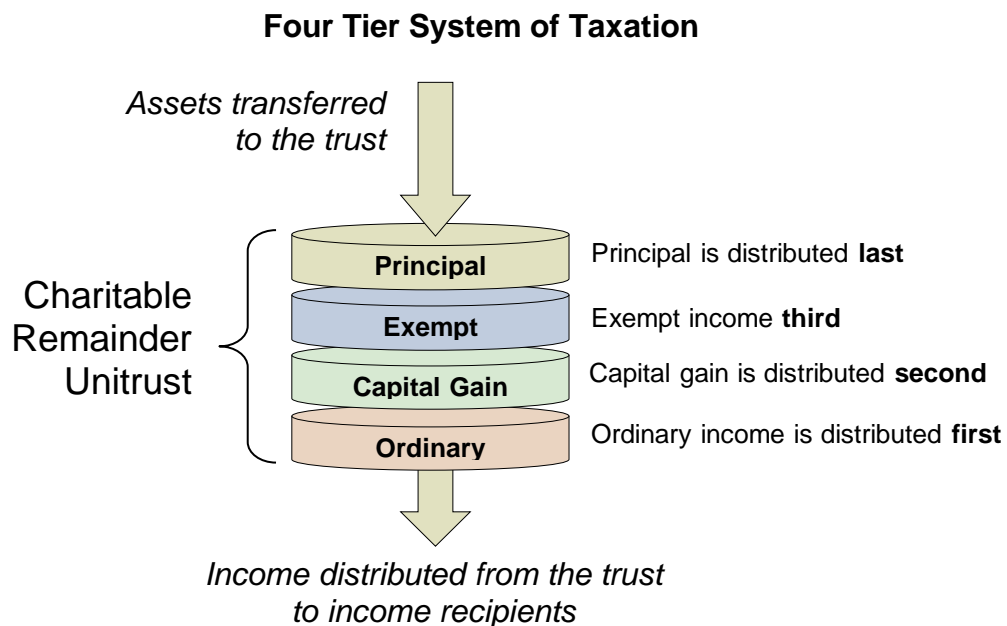 Four Tier System of Taxation
Assets transferred
to the trust
Charitable
Remainder
Unitrust
Principal
Principal is distributed last
Exempt
Exempt income third
Capital Gain
Capital gain is distributed second
Ordinary
Ordinary income is distributed first
Income distributed from the trust
to income recipients